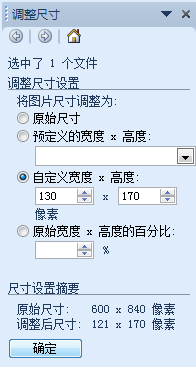 调整尺寸
选中了 1 个文件
调整尺寸设置
将图片尺寸调整为:
原始尺寸
预定义的宽度 x 高度:
自定义宽度 x 高度:
130 x 170
像素
原始宽度 x 高度的百分比:
%
尺寸设置摘要
原始尺寸: 600 x 840 像素
调整后尺寸: 121 x 170 像素
确定